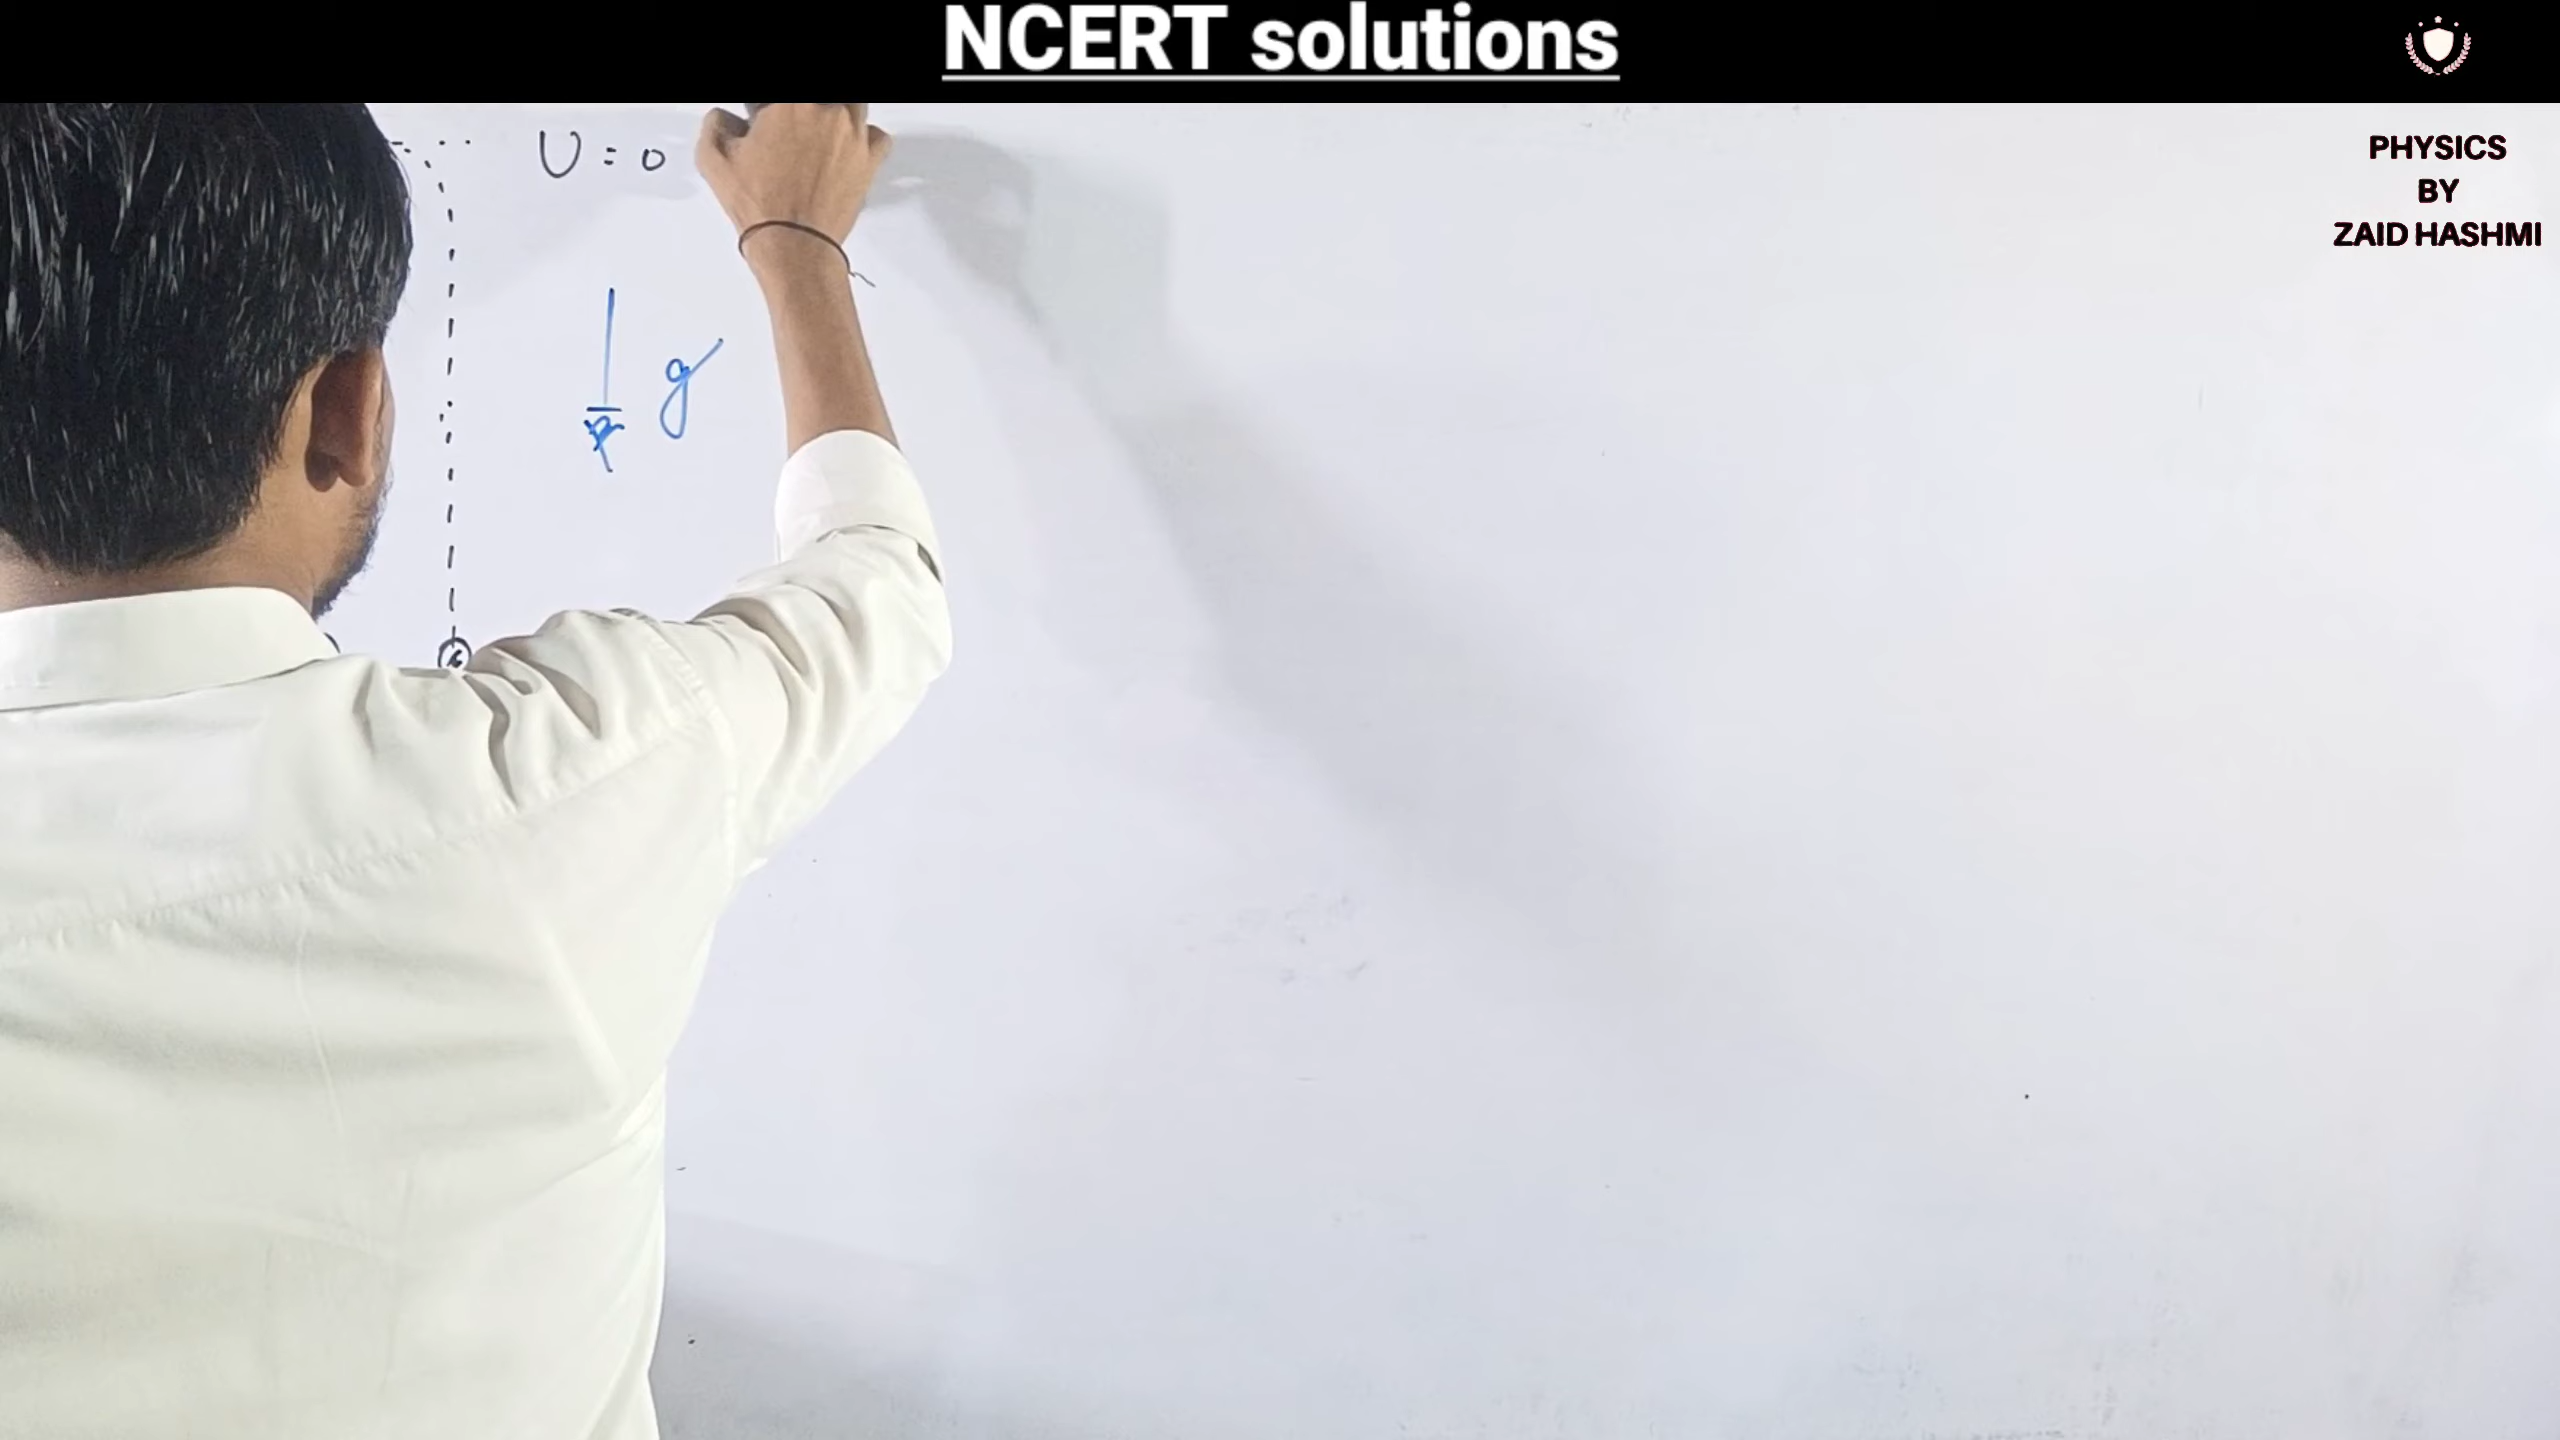 NCERT solutions
PHYSICS
BY
ZAID HASHMI
U = 0
g